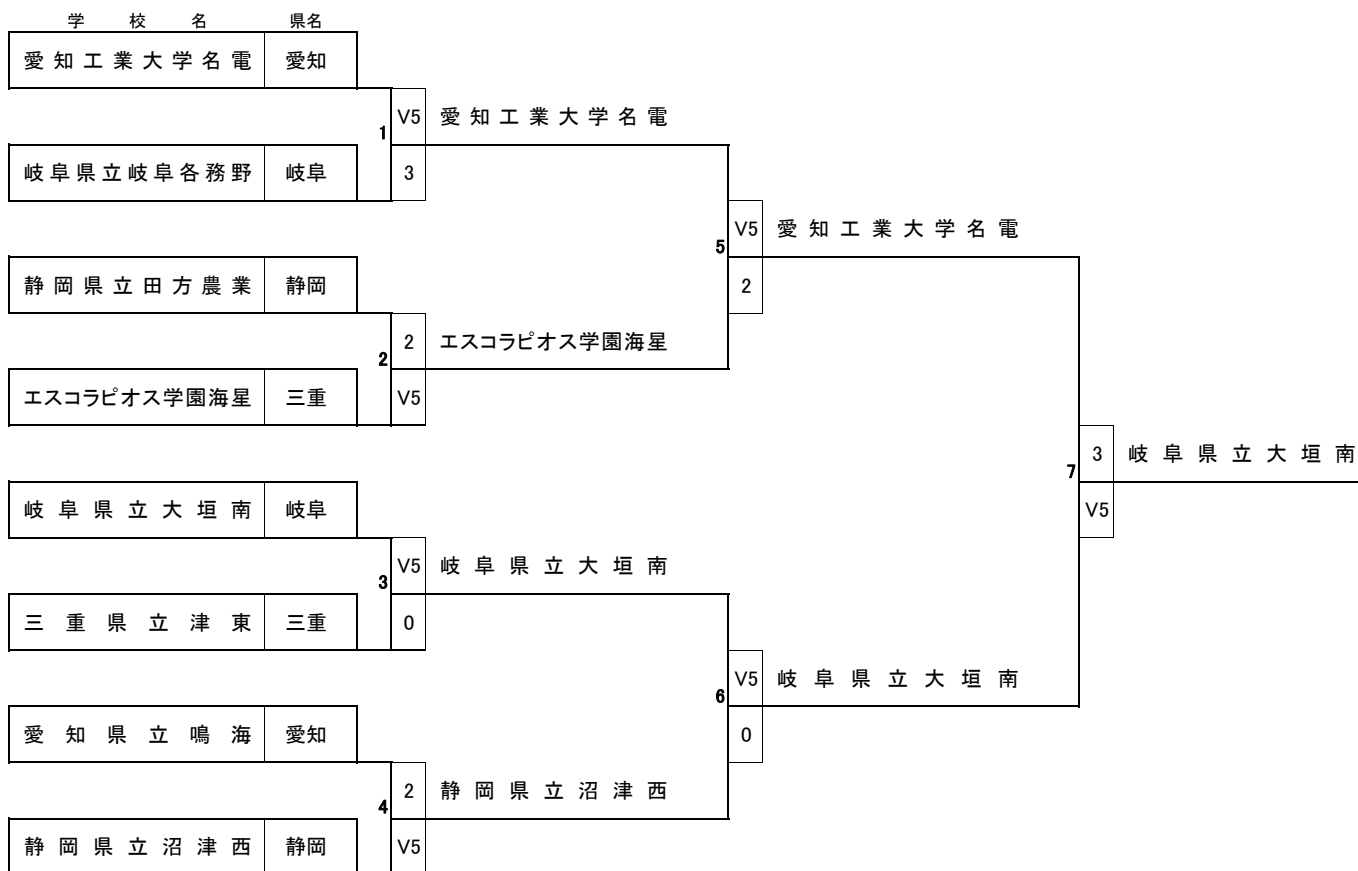 学校名 県名
愛知工業大学名電 愛知
V5 愛知工業大学名電
1
岐阜県立岐阜各務野 岐阜 3
V5 愛知工業大学名電
5
静岡県立田方農業 静岡 2
2 エスコラピオス学園海星
2
エスコラピオス学園海星 三重 V5
3 岐阜県立大垣南
7
岐阜県立大垣南 岐阜 V5
V5 岐阜県立大垣南
3
三重県立津東 三重 0
V5 岐阜県立大垣南
6
愛知県立鳴海 愛知 0
2 静岡県立沼津西
4
静岡県立沼津西 静岡 V5